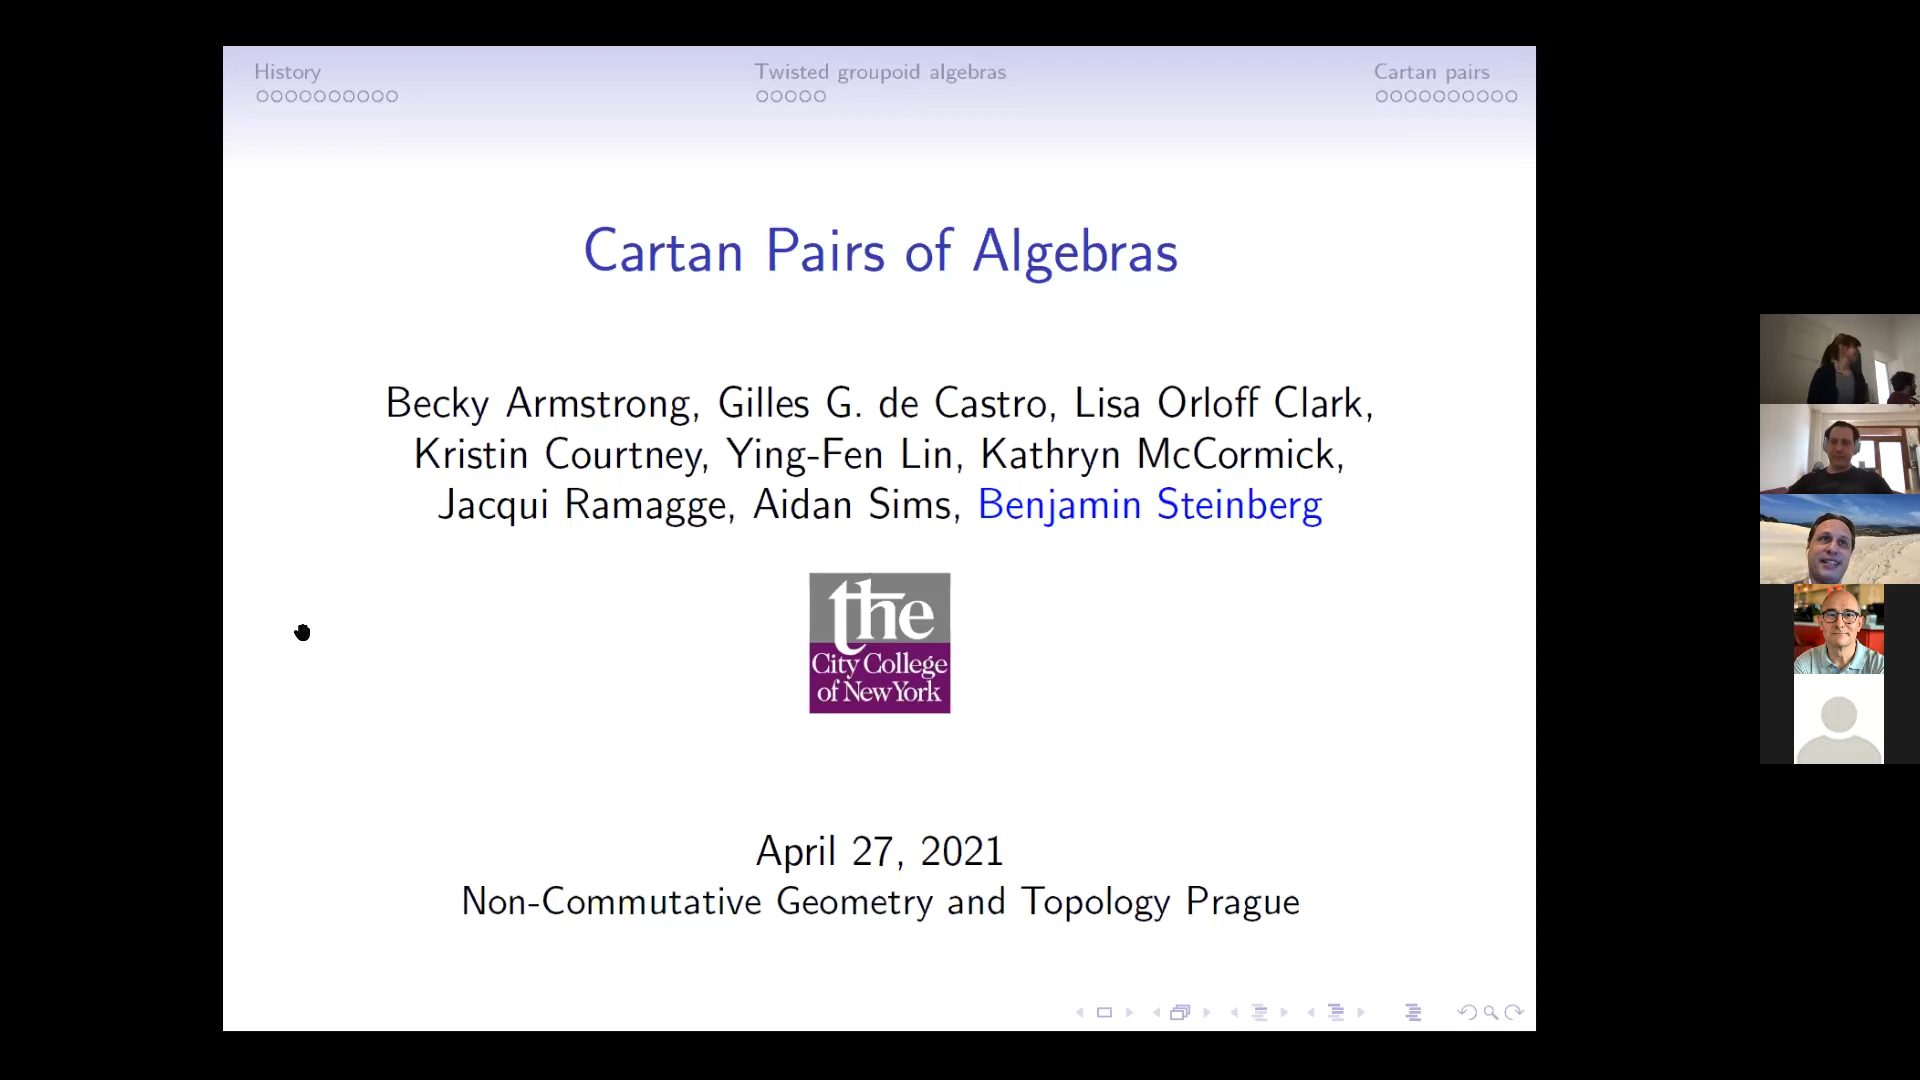 History
Twisted groupoid algebras
Cartan pairs
Cartan Pairs of Algebras
Becky Armstrong, Gilles G. de Castro, Lisa Orloff Clark,
Kristin Courtney, Ying-Fen Lin, Kathryn McCormick,
Jacqui Ramagge, Aidan Sims, Benjamin Steinberg
the
City College
of New York
April 27, 2021
Non-Commutative Geometry and Topology Prague